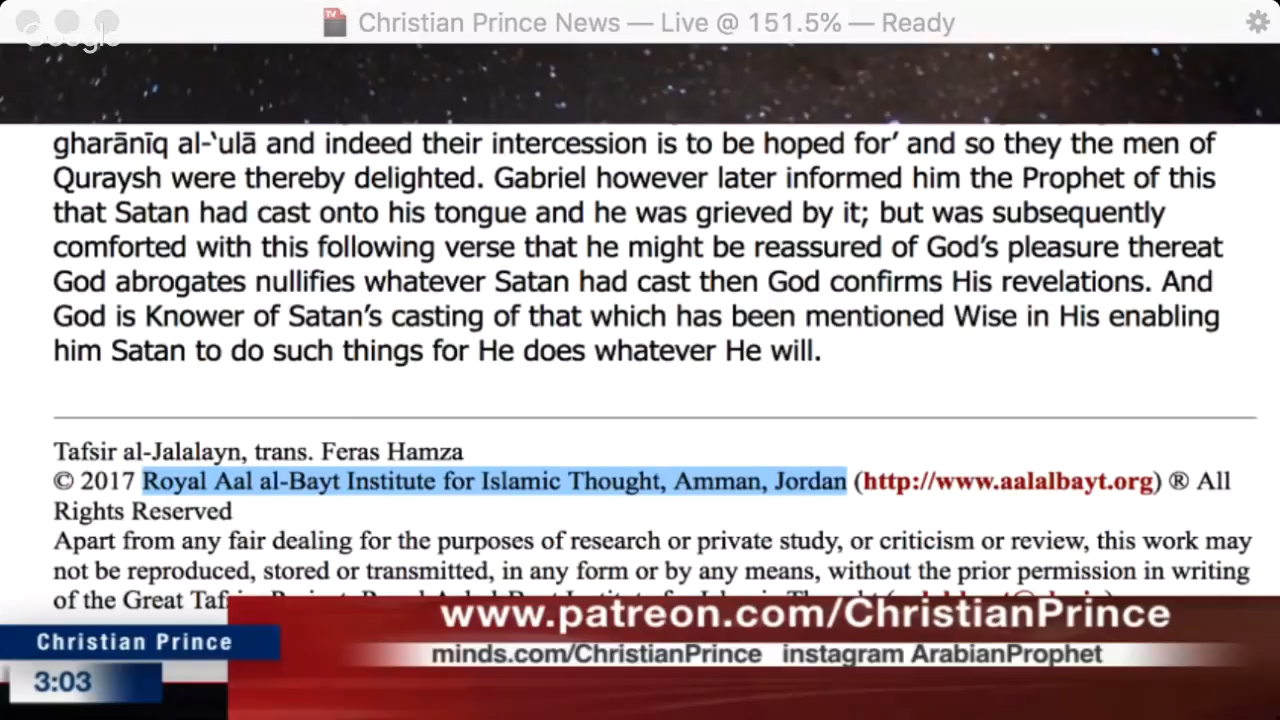 Christian Prince News — Live @ 151.5% — Ready
Google
gharānīq al-‘ulā and indeed their intercession is to be hoped for’ and so they the men of
Quraysh were thereby delighted. Gabriel however later informed him the Prophet of this
that Satan had cast onto his tongue and he was grieved by it; but was subsequently
comforted with this following verse that he might be reassured of God’s pleasure thereat
God abrogates nullifies whatever Satan had cast then God confirms His revelations. And
God is Knower of Satan’s casting of that which has been mentioned Wise in His enabling
him Satan to do such things for He does whatever He will.
Tafsir al-Jalalayn, trans. Feras Hamza
© 2017 Royal Aal al-Bayt Institute for Islamic Thought, Amman, Jordan (http://www.aalalbayt.org) ® All
Rights Reserved
Apart from any fair dealing for the purposes of research or private study, or criticism or review, this work may
not be reproduced, stored or transmitted, in any form or by any means, without the prior permission in writing
of the Great
www.patreon.com/ChristianPrince
Christian Prince
minds.com/ChristianPrince instagram ArabianProphet
3:03